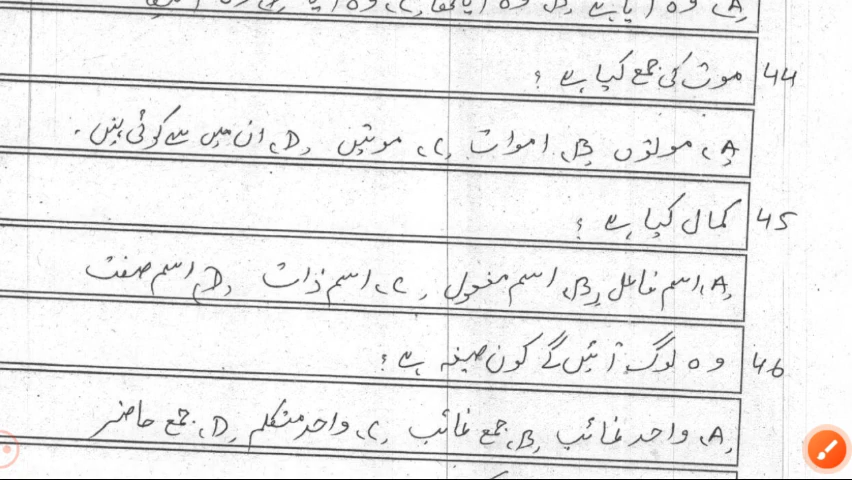 44 موت کی جمع کیا ہے ؟
A، موتوں B، اموات C، موتیں D، ان میں سے کوئی نہیں ۔
45 کمال کیا ہے ؟
A، اسم فاعل B، اسم مفعول C، اسم ذات D، اسم صفت
46 وہ لوگ آئیں گے کون صیغہ ہے ؟
A، واحد غائب B، جمع غائب C، واحد متکلم D، جمع حاضر